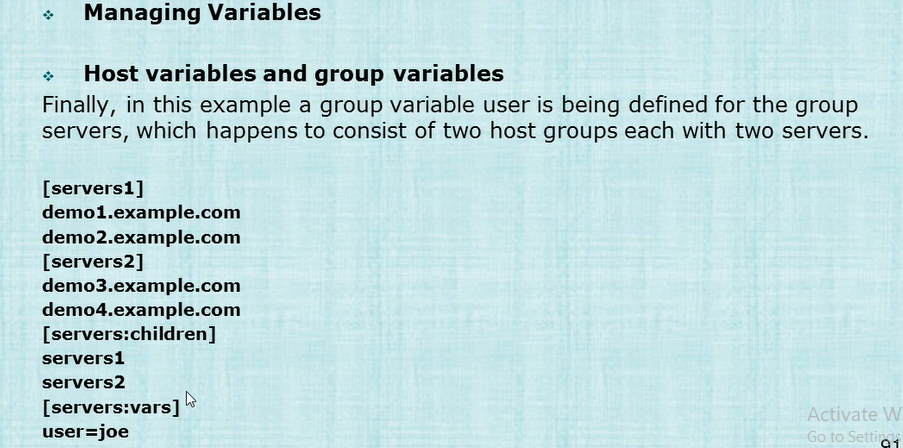 Managing Variables
Host variables and group variables
Finally, in this example a group variable user is being defined for the group
servers, which happens to consist of two host groups each with two servers.
[servers1]
demo1.example.com
demo2.example.com
[servers2]
demo3.example.com
demo4.example.com
[servers:children]
servers1
servers2
[servers:vars]
user=joe
Activate W
Go to Setting
91